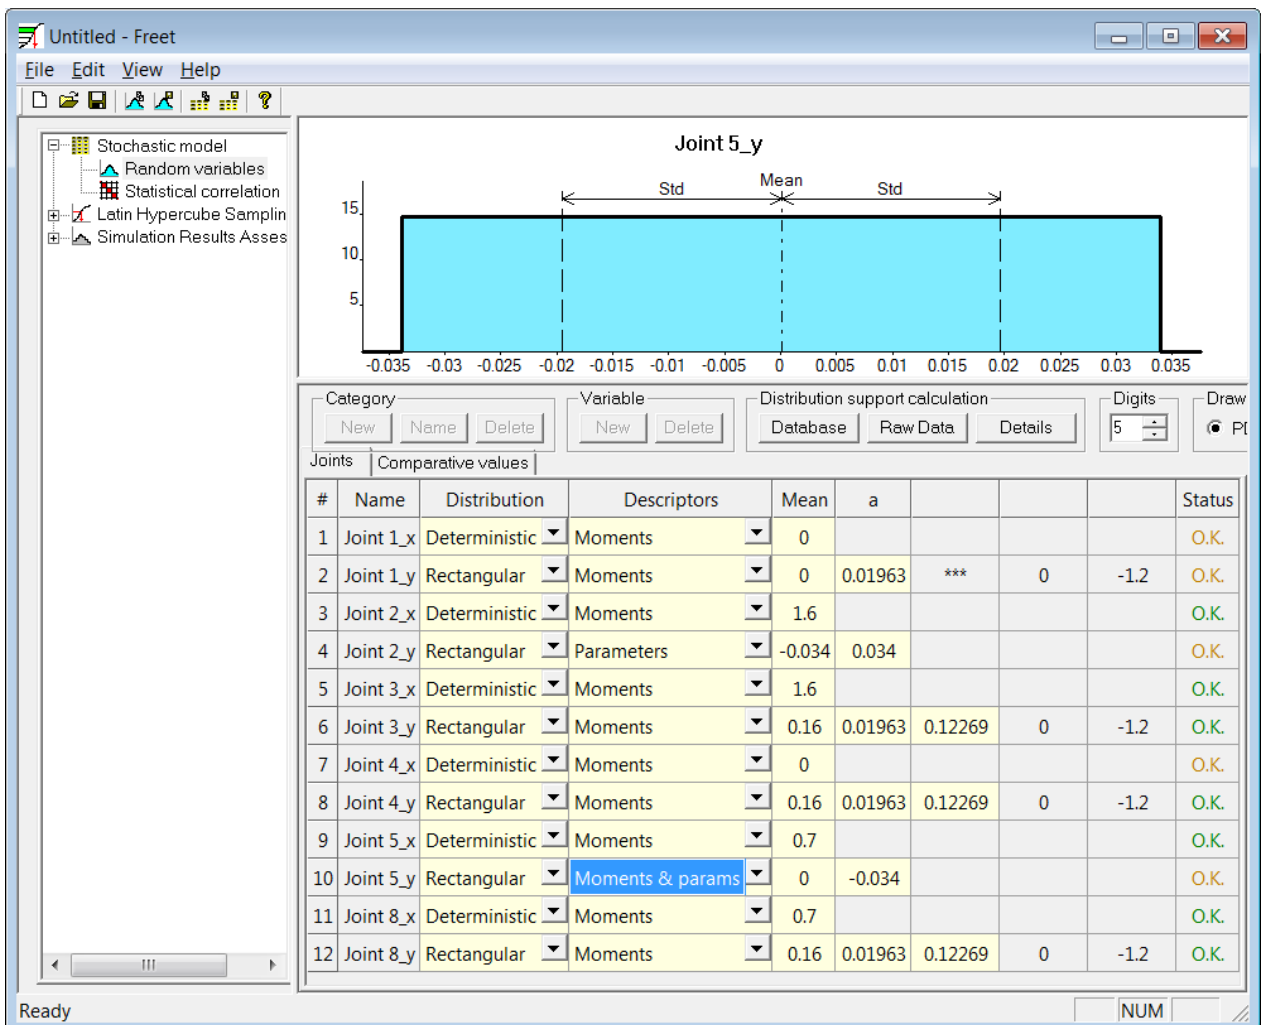 Untitled - Freet
File Edit View Help
Stochastic model
Random variables
Statistical correlation
Latin Hypercube Samplin
Simulation Results Asses
Joint 5_y
Std Mean Std
15
10
5
-0.035 -0.03 -0.025 -0.02 -0.015 -0.01 -0.005 0 0.005 0.01 0.015 0.02 0.025 0.03 0.035
Category Variable Distribution support calculation Digits Draw
New Name Delete New Delete Database Raw Data Details 5 PD
Joints Comparative values
# Name Distribution Descriptors Mean a Status
1 Joint 1_x Deterministic Moments 0 O.K.
2 Joint 1_y Rectangular Moments 0 0.01963 *** 0 -1.2 O.K.
3 Joint 2_x Deterministic Moments 1.6 O.K.
4 Joint 2_y Rectangular Parameters -0.034 0.034 O.K.
5 Joint 3_x Deterministic Moments 1.6 O.K.
6 Joint 3_y Rectangular Moments 0.16 0.01963 0.12269 0 -1.2 O.K.
7 Joint 4_x Deterministic Moments 0 O.K.
8 Joint 4_y Rectangular Moments 0.16 0.01963 0.12269 0 -1.2 O.K.
9 Joint 5_x Deterministic Moments 0.7 O.K.
10 Joint 5_y Rectangular Moments & params 0 -0.034 O.K.
11 Joint 8_x Deterministic Moments 0.7 O.K.
12 Joint 8_y Rectangular Moments 0.16 0.01963 0.12269 0 -1.2 O.K.
Ready NUM